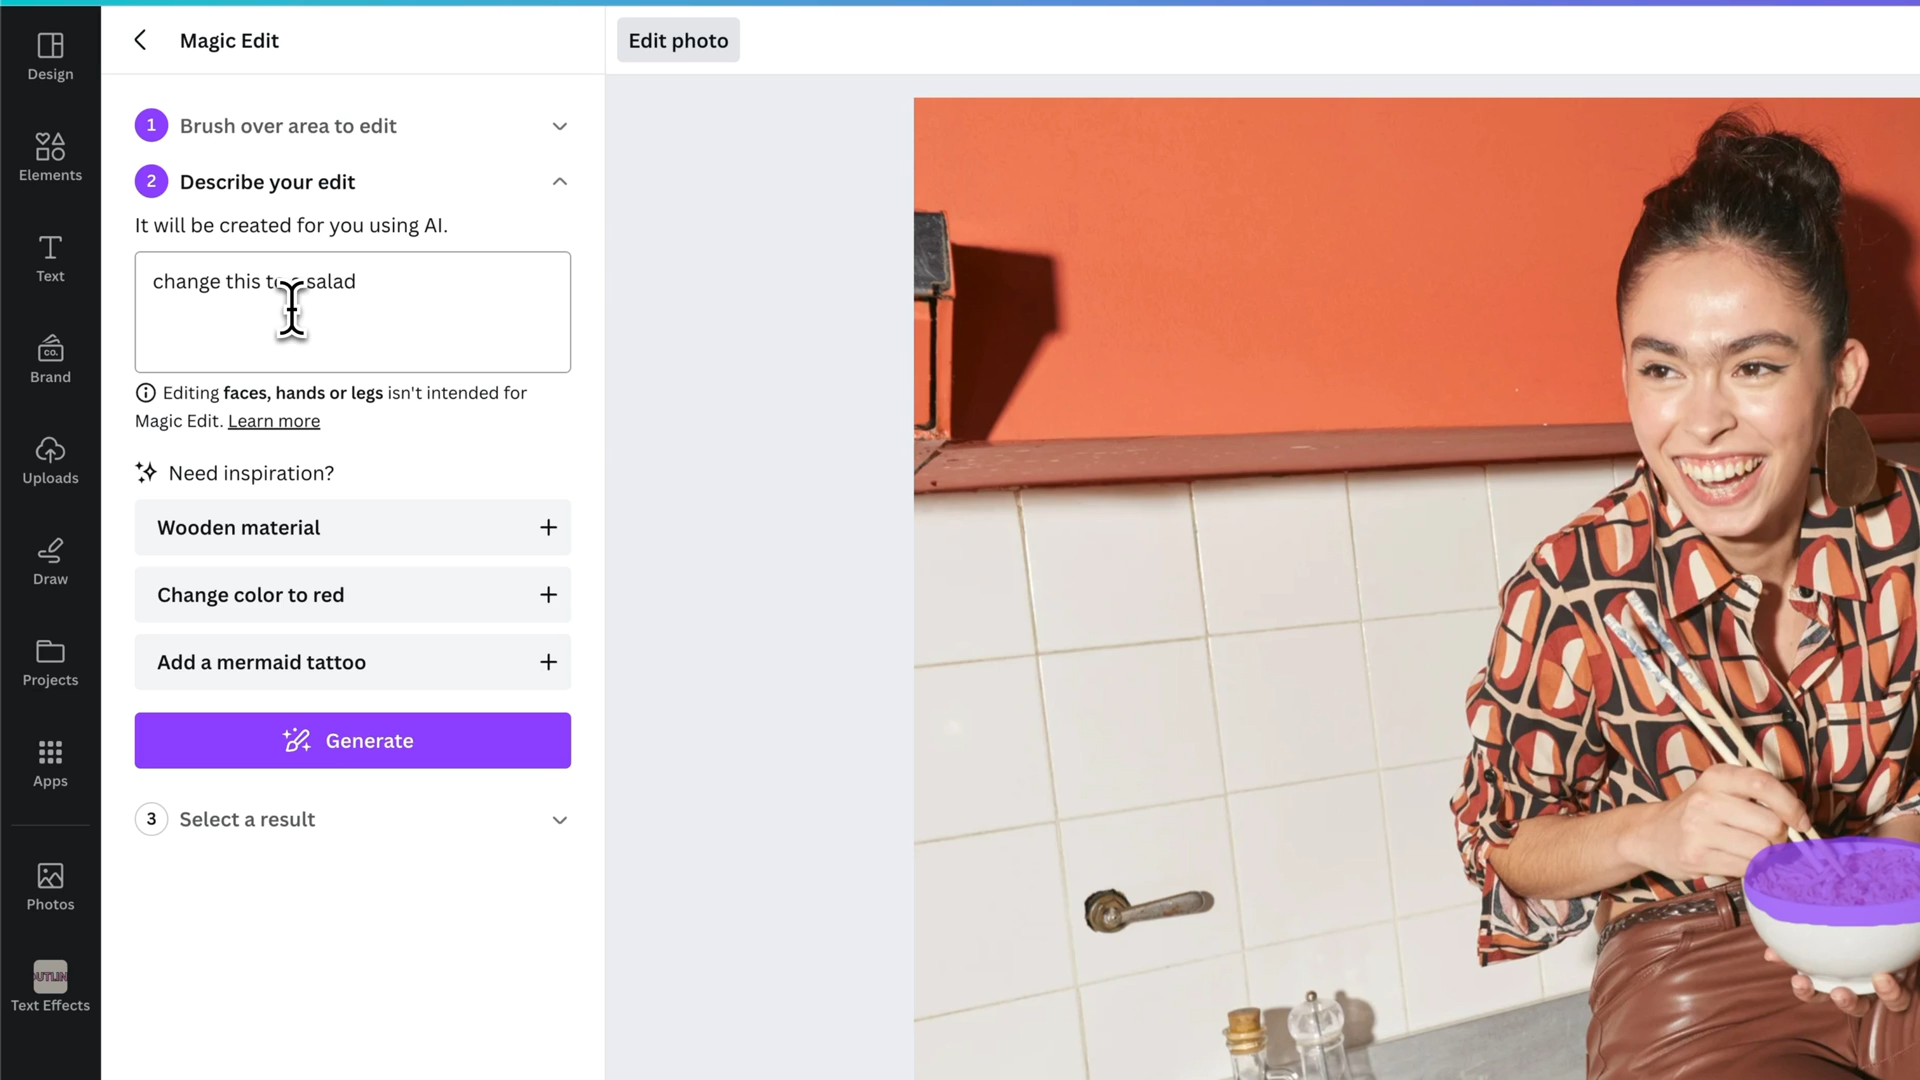 Design
Elements
Text
Brand
CO.
Uploads
Draw
Projects
Apps
Photos
Text Effects
Magic Edit
1 Brush over area to edit
2 Describe your edit
It will be created for you using AI.
change this salad
Editing faces, hands or legs isn't intended for
Magic Edit. Learn more
Need inspiration?
Wooden material
Change color to red
Add a mermaid tattoo
Generate
3 Select a result
Edit photo